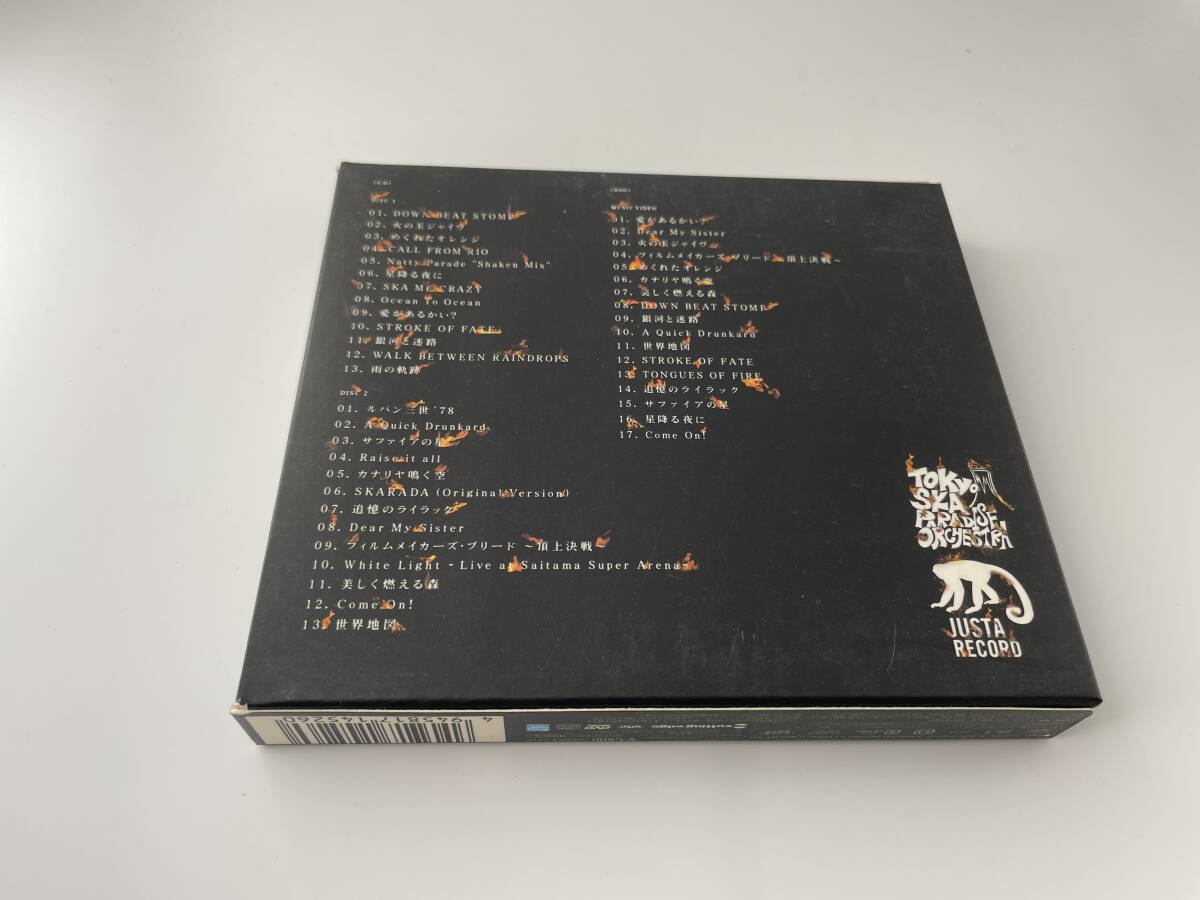 (CD)
DISC 1
01. DOWN BEAT STOMP
02. 火の玉ジャイヴ
03. めくれたオレンジ
04. CALL FROM RIO
05. Natty Parade "Shaken Mix"
06. 星降る夜に
07. SKA ME CRAZY
08. Ocean To Ocean
09. 愛があるかい?
10. STROKE OF FATE
11. 銀河と迷路
12. WALK BETWEEN RAINDROPS
13. 雨の軌跡
DISC 2
01. ルパン三世'78
02. A Quick Drunkard
03. サファイアの星
04. Raise it all
05. カナリヤ鳴く空
06. SKARADA (Original Version)
07. 追憶のライラック
08. Dear My Sister
09. フィルムメイカーズ・ブリード ～頂上決戦～
10. White Light - Live at Saitama Super Arena-
11. 美しく燃える森
12. Come On!
13. 世界地図
(DVD)
MUSIC VIDEO
01. 愛があるかい?
02. Dear My Sister
03. 火の玉ジャイヴ
04. フィルムメイカーズ・ブリード ～頂上決戦～
05. めくれたオレンジ
06. カナリヤ鳴く空
07. 美しく燃える森
08. DOWN BEAT STOMP
09. 銀河と迷路
10. A Quick Drunkard
11. 世界地図
12. STROKE OF FATE
13. TONGUES OF FIRE
14. 追憶のライラック
15. サファイアの星
16. 星降る夜に
17. Come On!
TOKYO
SKA
PARADISE
ORCHESTRA
JUSTA
RECORD
4945817145260
cutting edge